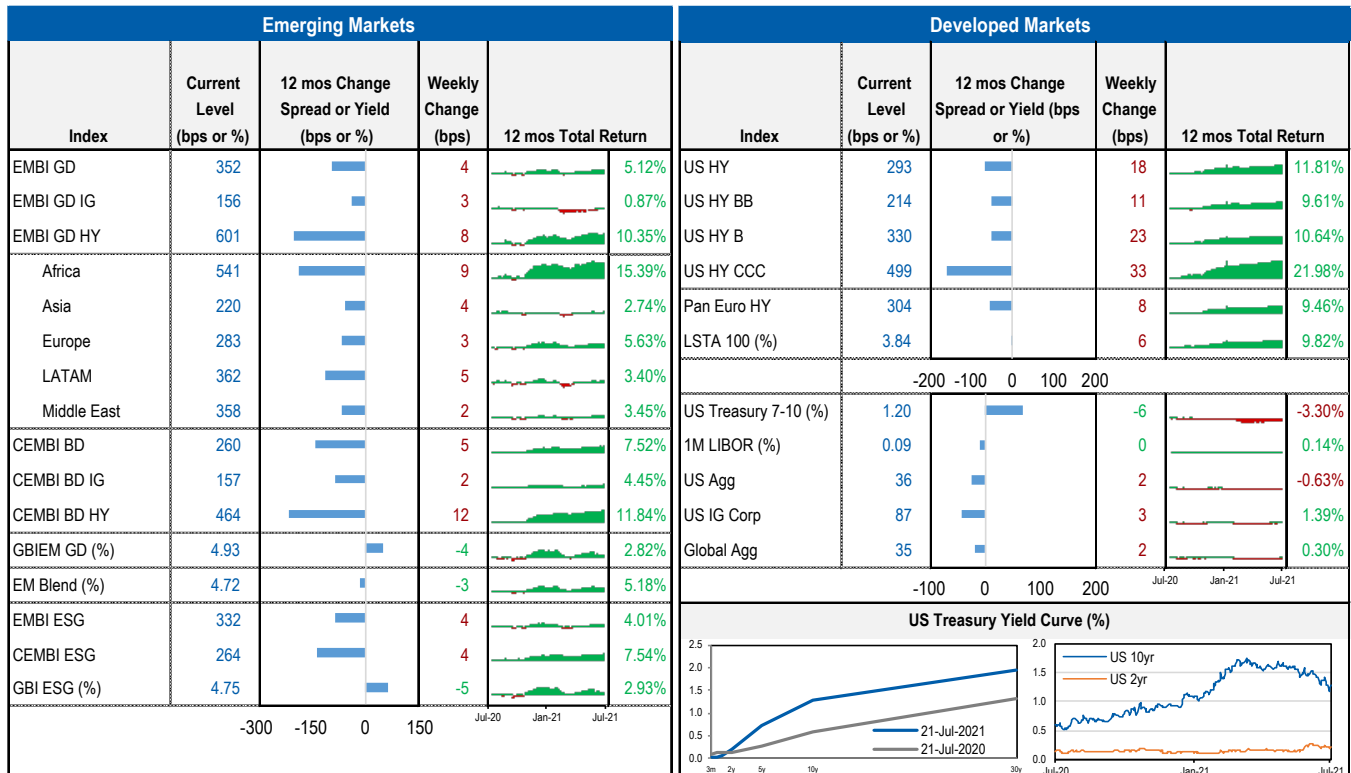 Emerging Markets
Index
Current Level (bps or %)
12 mos Change Spread or Yield (bps or %)
Weekly Change (bps)
12 mos Total Return
EMBI GD 352 4 5.12%
EMBI GD IG 156 3 0.87%
EMBI GD HY 601 8 10.35%
Africa 541 9 15.39%
Asia 220 4 2.74%
Europe 283 3 5.63%
LATAM 362 5 3.40%
Middle East 358 2 3.45%
CEMBI BD 260 5 7.52%
CEMBI BD IG 157 2 4.45%
CEMBI BD HY 464 12 11.84%
GBIEM GD (%) 4.93 -4 2.82%
EM Blend (%) 4.72 -3 5.18%
EMBI ESG 332 4 4.01%
CEMBI ESG 264 4 7.54%
GBI ESG (%) 4.75 -5 2.93%
-300 -150 0 150
Jul-20 Jan-21 Jul-21
Developed Markets
Index
Current Level (bps or %)
12 mos Change Spread or Yield (bps or %)
Weekly Change (bps)
12 mos Total Return
US HY 293 18 11.81%
US HY BB 214 11 9.61%
US HY B 330 23 10.64%
US HY CCC 499 33 21.98%
Pan Euro HY 304 8 9.46%
LSTA 100 (%) 3.84 6 9.82%
-200 -100 0 100 200
US Treasury 7-10 (%) 1.20 -6 -3.30%
1M LIBOR (%) 0.09 0 0.14%
US Agg 36 2 -0.63%
US IG Corp 87 3 1.39%
Global Agg 35 2 0.30%
Jul-20 Jan-21 Jul-21
-100 0 100 200
US Treasury Yield Curve (%)
2.5
2.0
1.5
1.0
0.5
0.0
21-Jul-2021
21-Jul-2020
3m 2y 5y 10y 30y
2.0
1.5
1.0
0.5
0.0
US 10yr
US 2yr
Jul-20 Jan-21 Jul-21